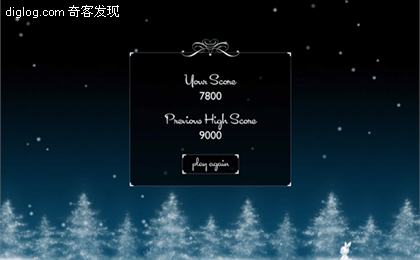 diglog.com 奇客发现
Your Score
7800
Previous High Score
9000
play again